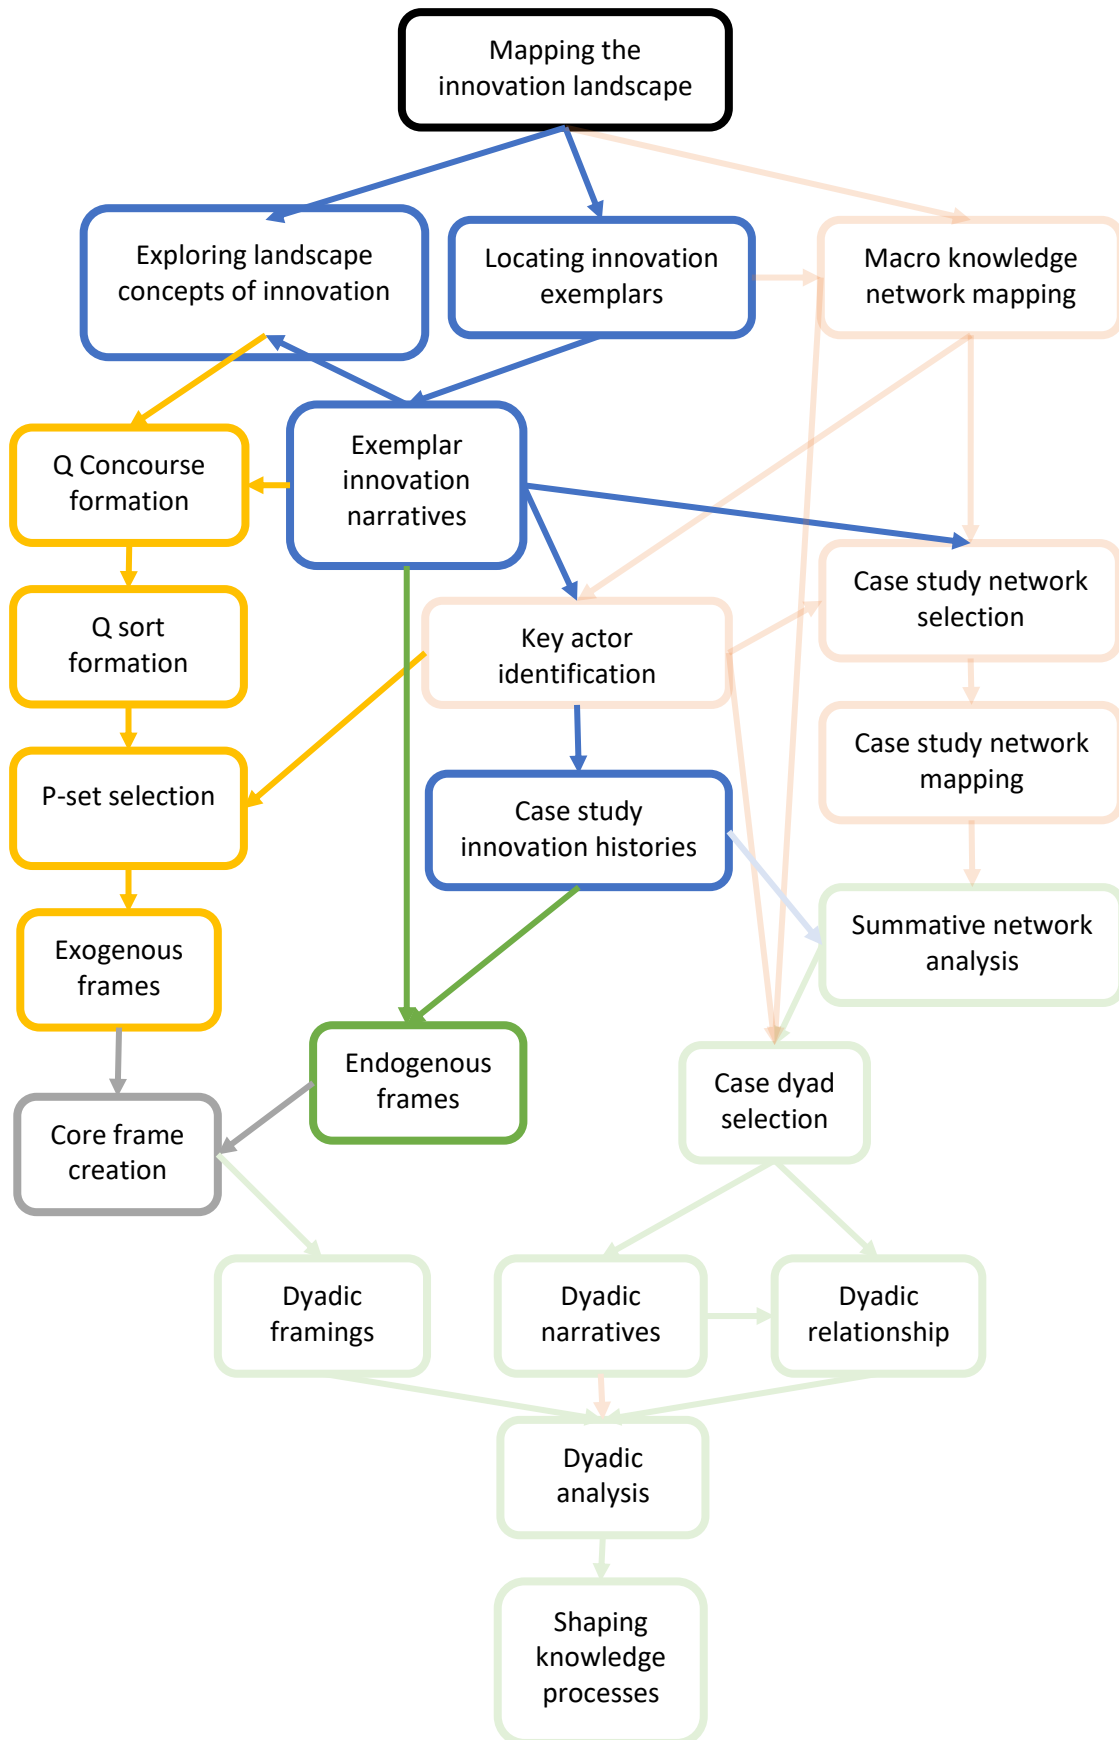 Mapping the
innovation landscape
Exploring landscape
concepts of innovation
Locating innovation
exemplars
Macro knowledge
network mapping
Q Concourse
formation
Exemplar
innovation
narratives
Q sort
formation
Key actor
identification
Case study network
selection
P-set selection
Case study
innovation histories
Case study network
mapping
Exogenous
frames
Summative network
analysis
Endogenous
frames
Case dyad
selection
Core frame
creation
Dyadic
framings
Dyadic
narratives
Dyadic
relationship
Dyadic
analysis
Shaping
knowledge
processes